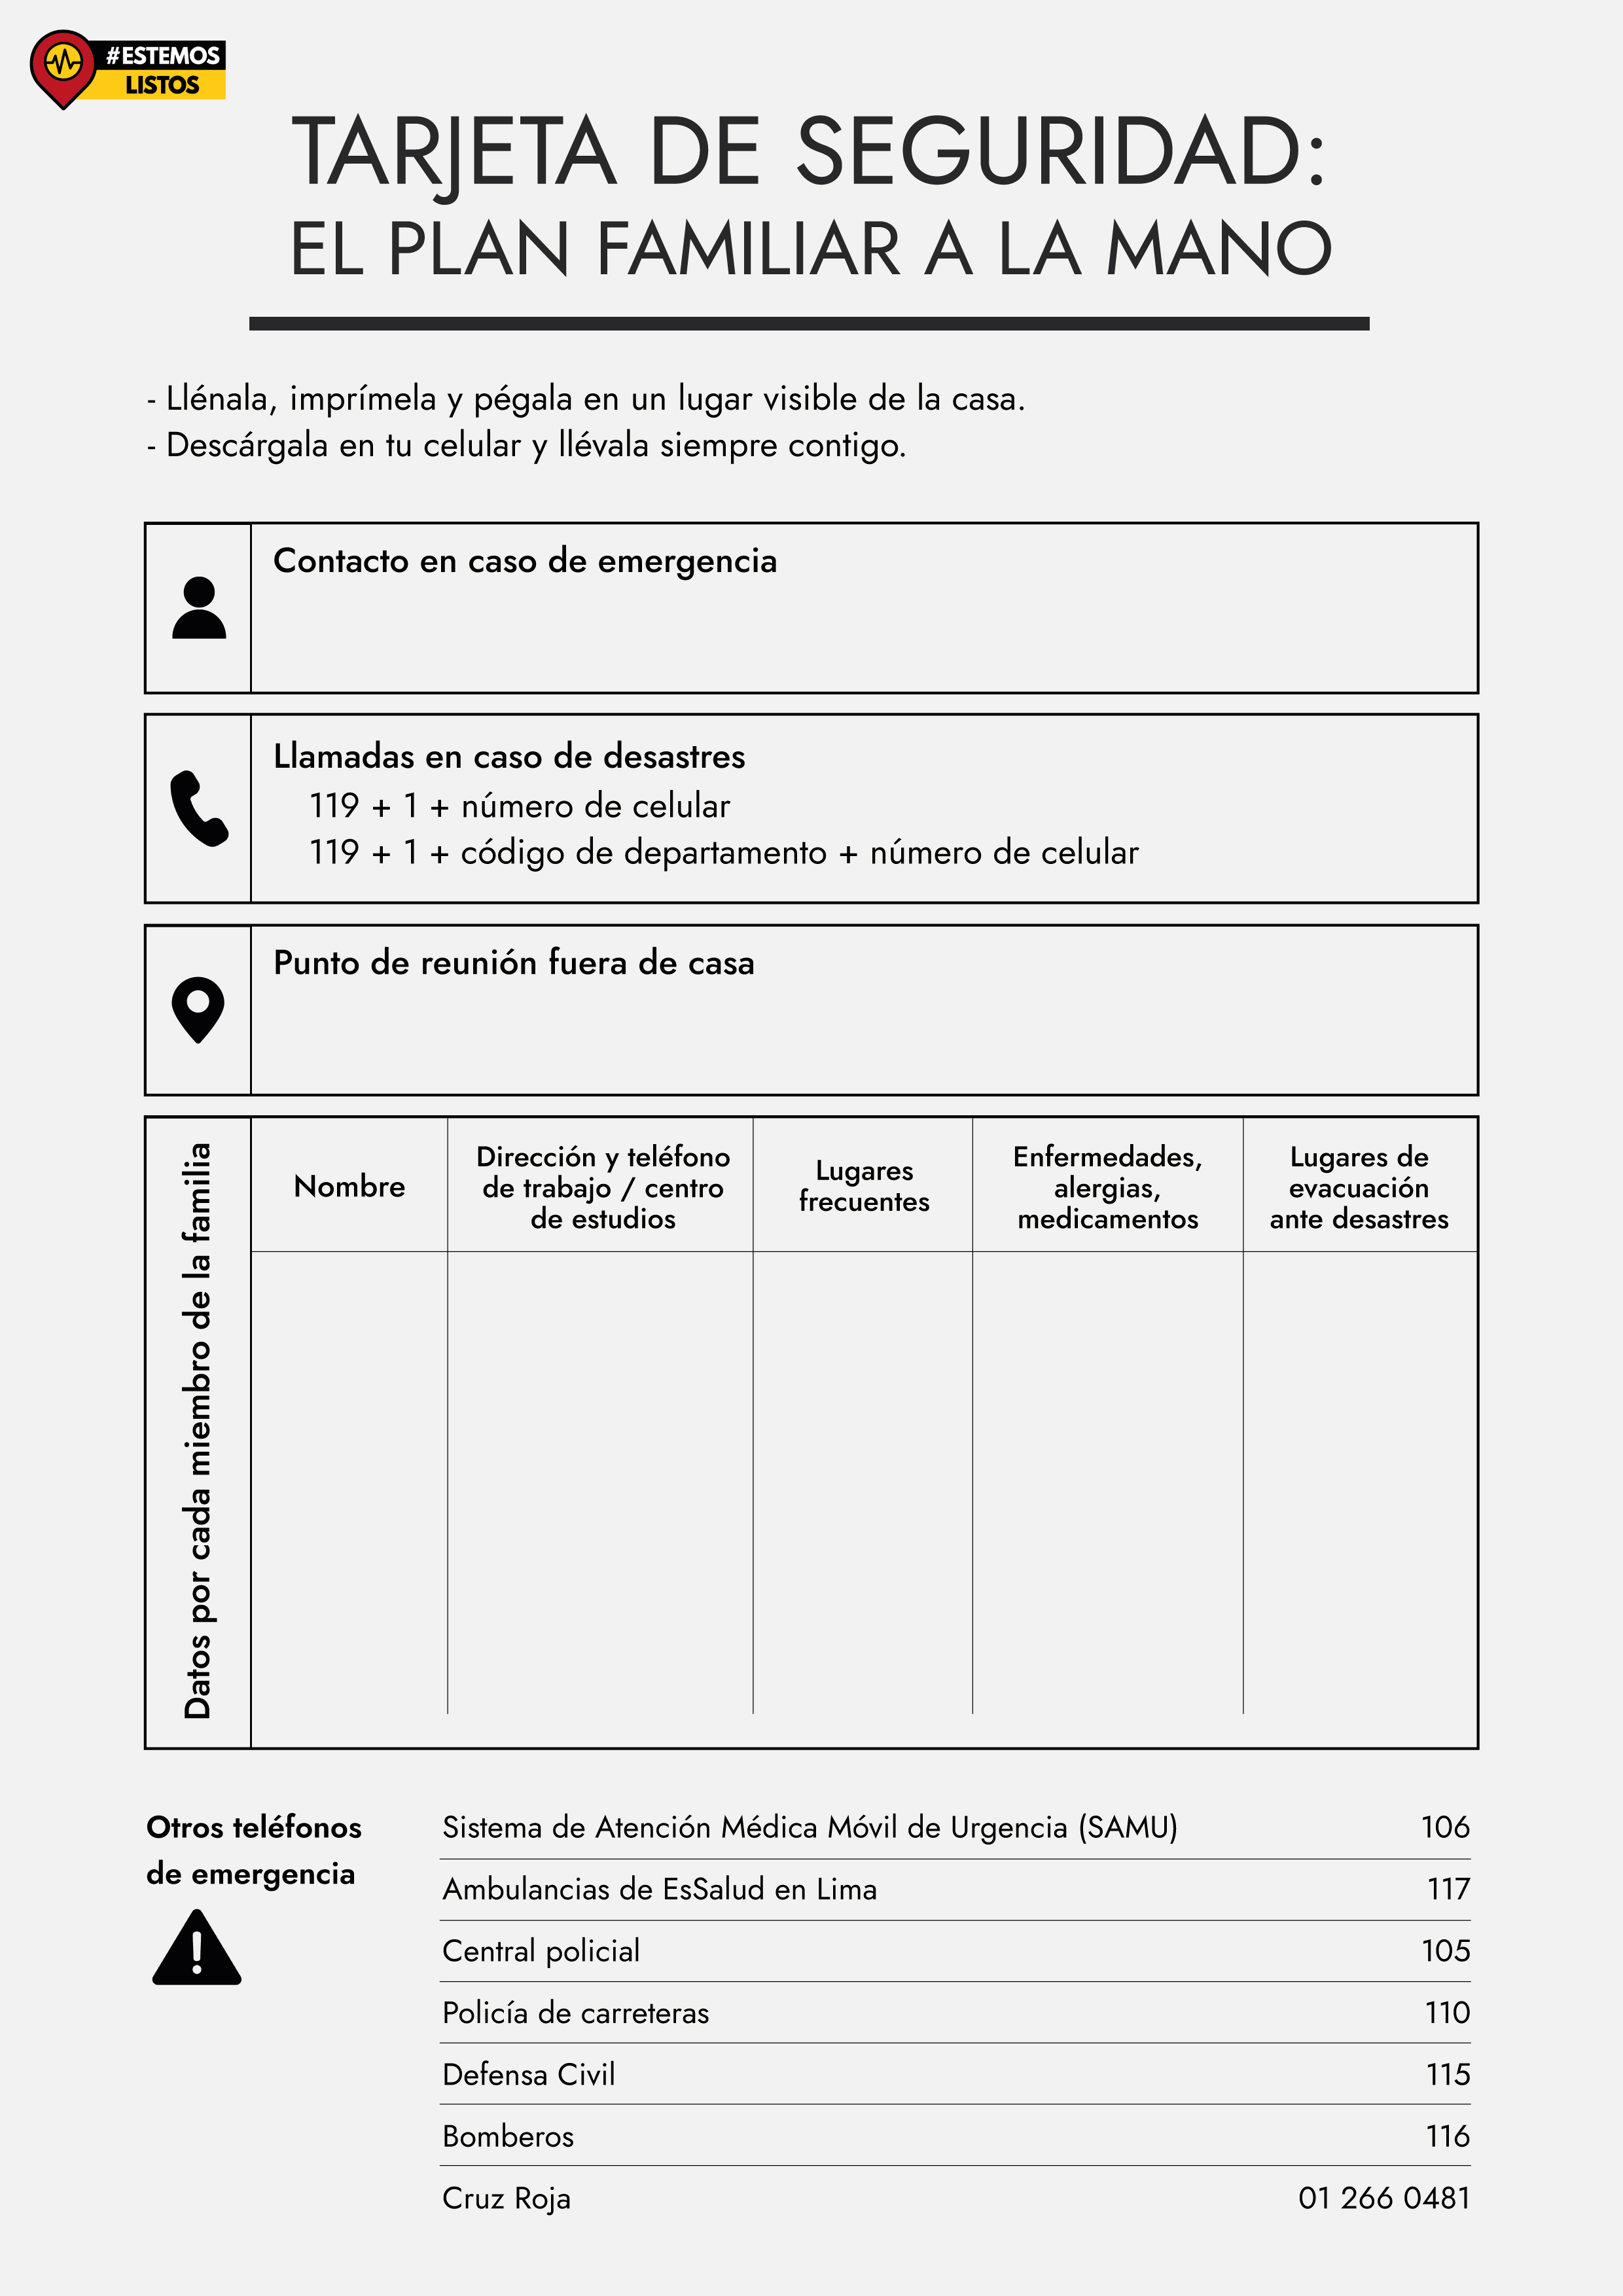 #ESTEMOS
LISTOS
TARJETA DE SEGURIDAD:
EL PLAN FAMILIAR A LA MANO
- Llénala, imprímela y pégala en un lugar visible de la casa.
- Descárgala en tu celular y llévala siempre contigo.
Contacto en caso de emergencia
Llamadas en caso de desastres
119 + 1 + número de celular
119 + 1 + código de departamento + número de celular
Punto de reunión fuera de casa
Datos por cada miembro de la familia
Nombre
Dirección y teléfono
de trabajo / centro
de estudios
Lugares
frecuentes
Enfermedades,
alergias,
medicamentos
Lugares de
evacuación
ante desastres
Otros teléfonos
de emergencia
Sistema de Atención Médica Móvil de Urgencia (SAMU) 106
Ambulancias de EsSalud en Lima 117
Central policial 105
Policía de carreteras 110
Defensa Civil 115
Bomberos 116
Cruz Roja 01 266 0481